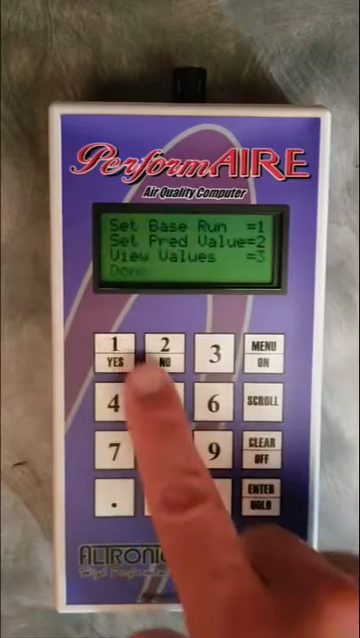 PerformAIRE
Air Quality Computer
Set Base Run =1
Set Pred Value=2
View Values =3
Done
1 2 3 MENU
YES NO ON
4 6 SCROLL
7 9 CLEAR
OFF
. ENTER
HOLD